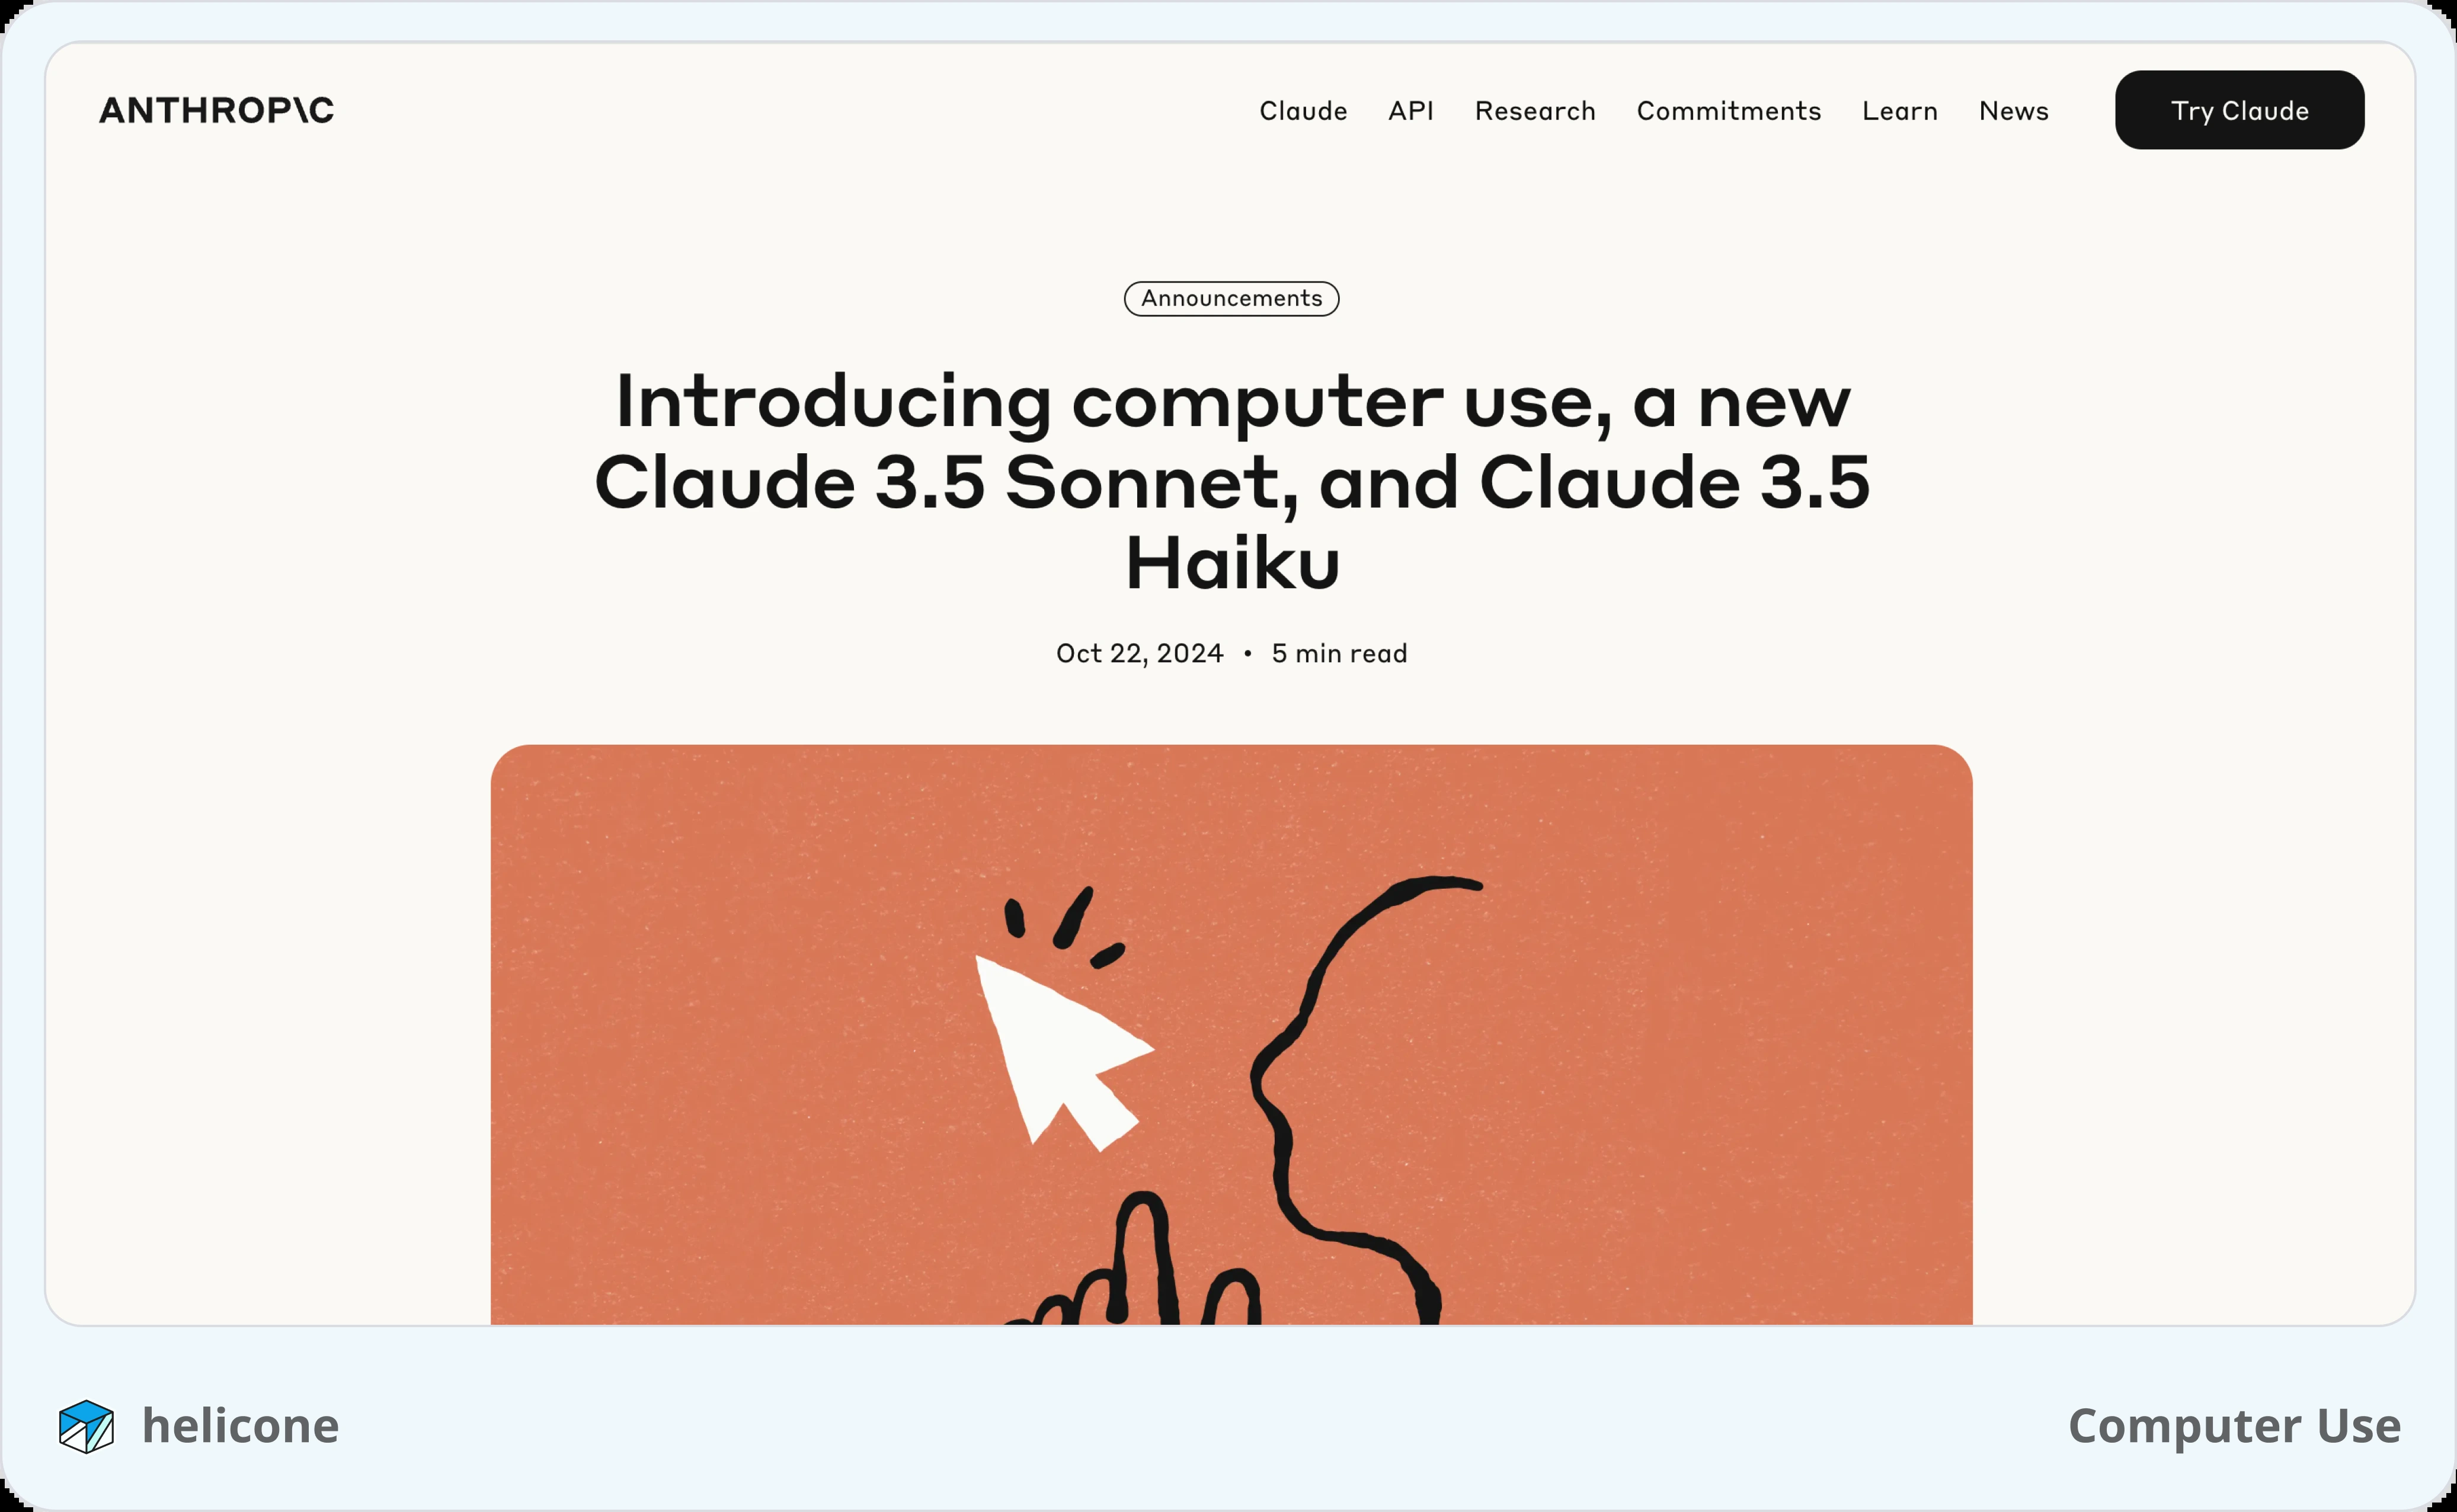 ANTHROP\C
Claude API Research Commitments Learn News Try Claude
Announcements
Introducing computer use, a new
Claude 3.5 Sonnet, and Claude 3.5
Haiku
Oct 22, 2024 • 5 min read
helicone
Computer Use